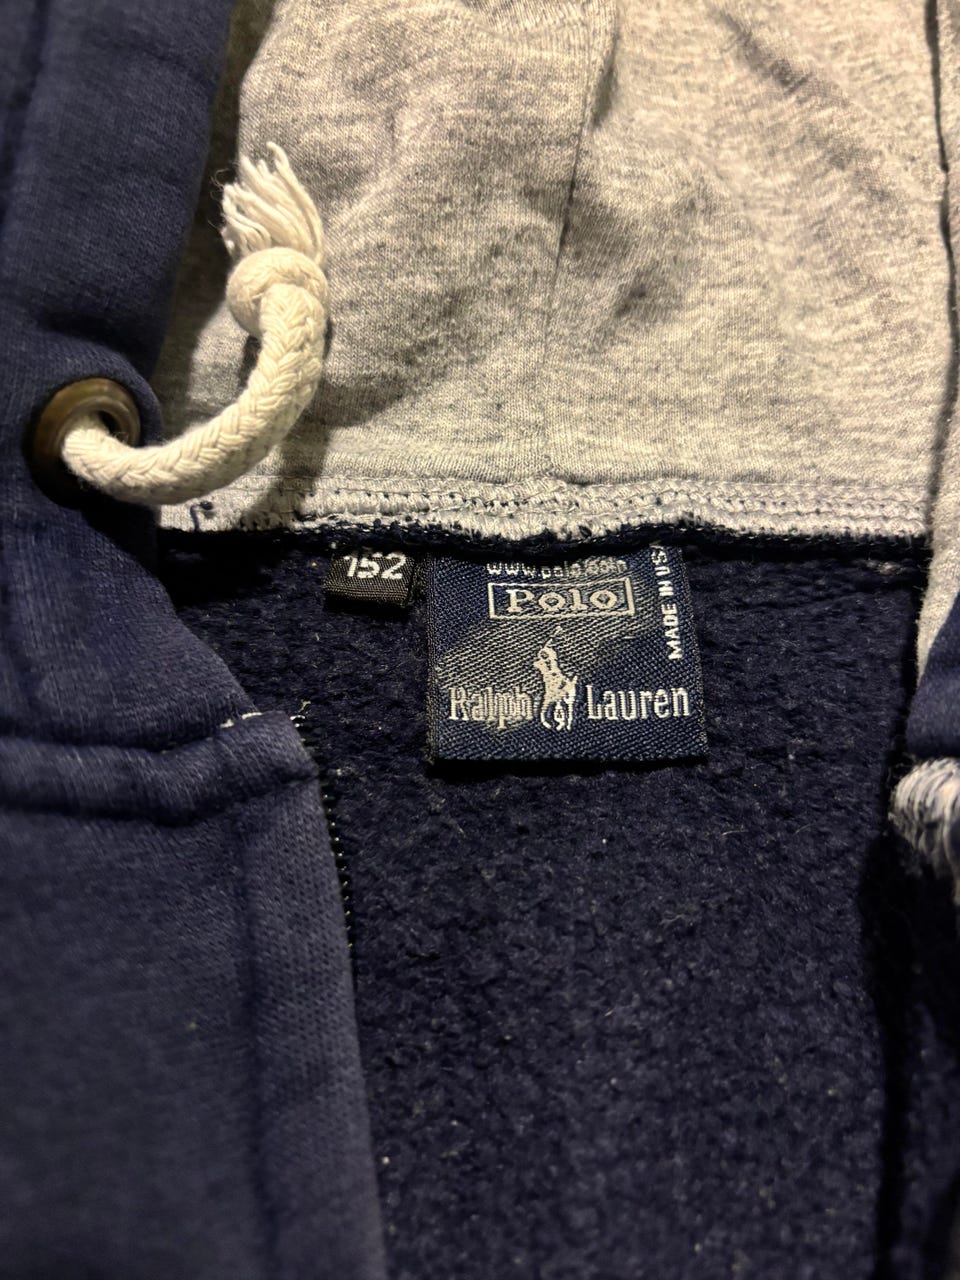 152
www.polo.com
Polo
Ralph Lauren
MADE IN USA